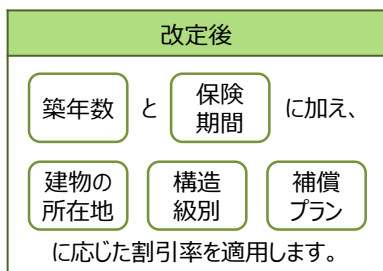 改定後
築年数 と 保険期間 に加え、
建物の所在地 構造級別 補償プラン
に応じた割引率を適用します。